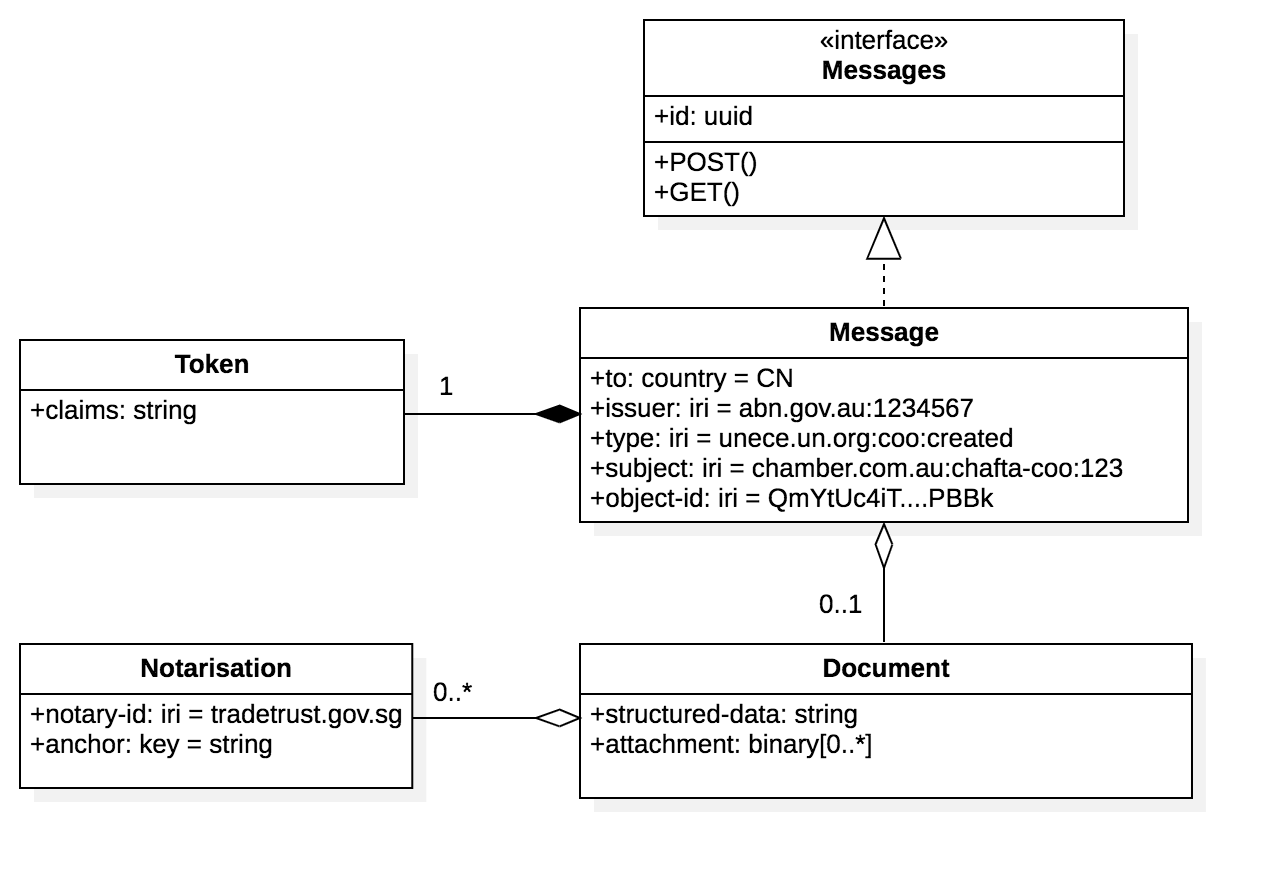 «interface»
Messages
+id: uuid
+POST()
+GET()
Message
+to: country = CN
+issuer: iri = abn.gov.au:1234567
+type: iri = unece.un.org:coo:created
+subject: iri = chamber.com.au:chafta-coo:123
+object-id: iri = QmYtUc4iT....PBBk
Token
+claims: string
1
0..1
Notarisation
+notary-id: iri = tradetrust.gov.sg
+anchor: key = string
0..*
Document
+structured-data: string
+attachment: binary[0..*]